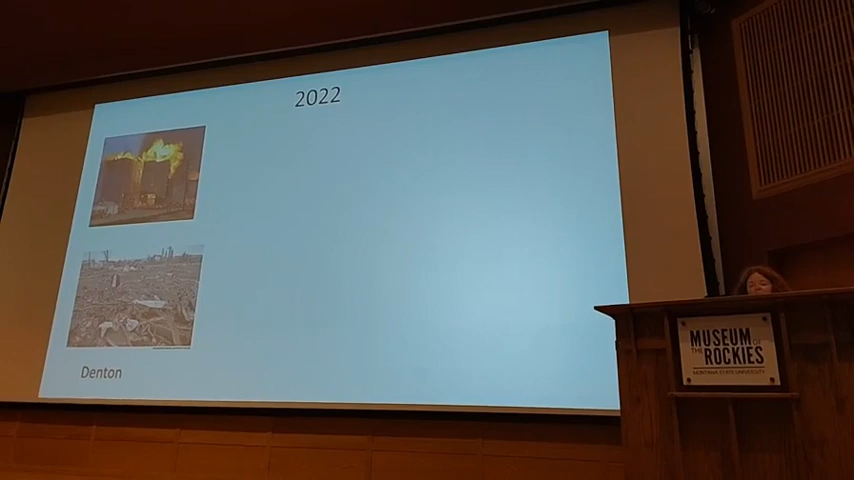 2022
Denton
MUSEUM OF
THE ROCKIES
MONTANA STATE UNIVERSITY